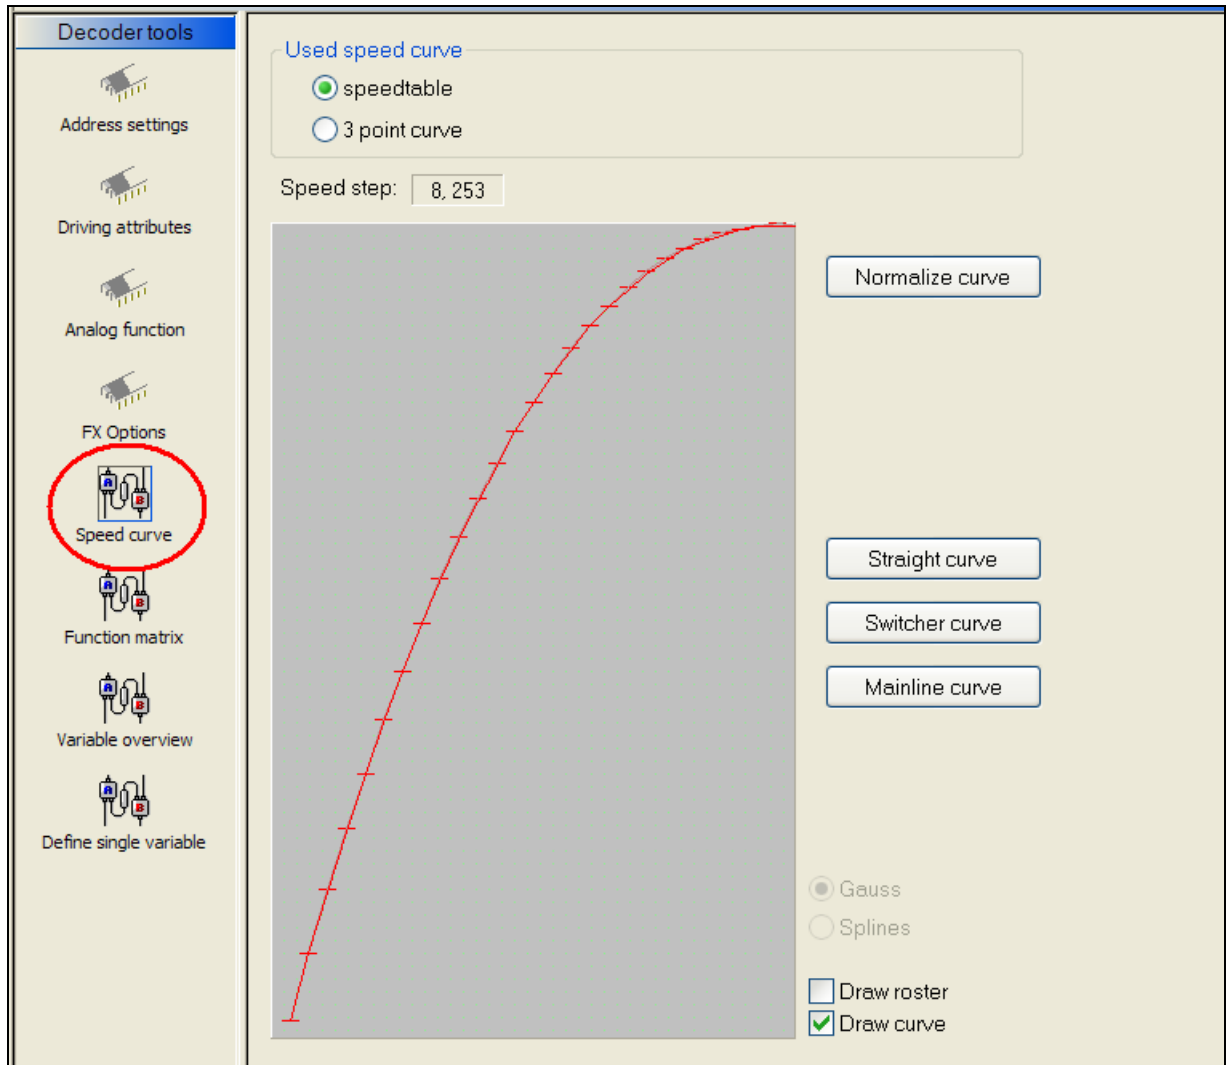 Decoder tools
Address settings
Driving attributes
Analog function
FX Options
Speed curve
Function matrix
Variable overview
Define single variable
Used speed curve
speedtable
3 point curve
Speed step: 8, 253
Normalize curve
Straight curve
Switcher curve
Mainline curve
Gauss
Splines
Draw roster
Draw curve